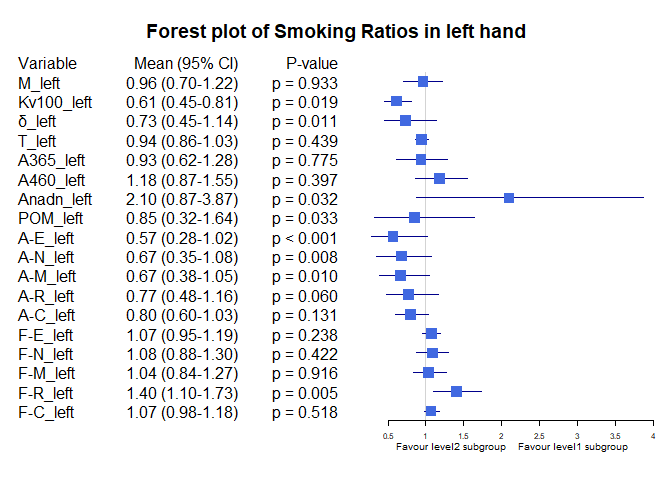 Forest plot of Smoking Ratios in left hand
Variable Mean (95% CI) P-value
M_left 0.96 (0.70-1.22) p = 0.933
Kv100_left 0.61 (0.45-0.81) p = 0.019
δ_left 0.73 (0.45-1.14) p = 0.011
T_left 0.94 (0.86-1.03) p = 0.439
A365_left 0.93 (0.62-1.28) p = 0.775
A460_left 1.18 (0.87-1.55) p = 0.397
Anadn_left 2.10 (0.87-3.87) p = 0.032
POM_left 0.85 (0.32-1.64) p = 0.033
A-E_left 0.57 (0.28-1.02) p < 0.001
A-N_left 0.67 (0.35-1.08) p = 0.008
A-M_left 0.67 (0.38-1.05) p = 0.010
A-R_left 0.77 (0.48-1.16) p = 0.060
A-C_left 0.80 (0.60-1.03) p = 0.131
F-E_left 1.07 (0.95-1.19) p = 0.238
F-N_left 1.08 (0.88-1.30) p = 0.422
F-M_left 1.04 (0.84-1.27) p = 0.916
F-R_left 1.40 (1.10-1.73) p = 0.005
F-C_left 1.07 (0.98-1.18) p = 0.518
0.5 1 1.5 2 2.5 3 3.5 4
Favour level2 subgroup Favour level1 subgroup